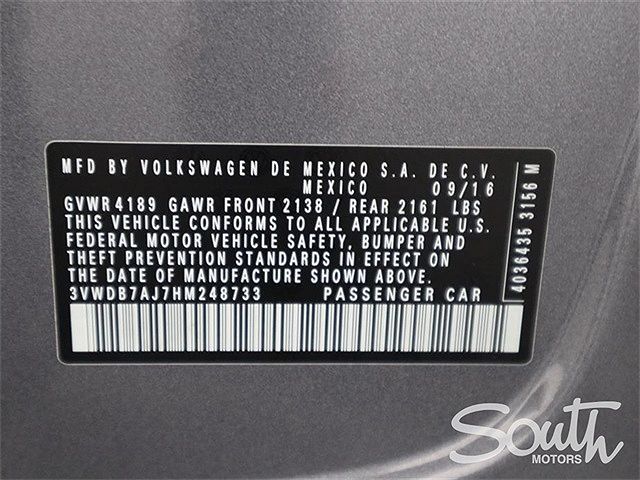 MFD BY VOLKSWAGEN DE MEXICO S.A. DE C.V.
MEXICO 09/16
GVWR 4189 GAWR FRONT 2138 / REAR 2161 LBS
THIS VEHICLE CONFORMS TO ALL APPLICABLE U.S.
FEDERAL MOTOR VEHICLE SAFETY, BUMPER AND
THEFT PREVENTION STANDARDS IN EFFECT ON
THE DATE OF MANUFACTURE SHOWN ABOVE.
3VWDB7AJ7HM248733 PASSENGER CAR
4036435 3156 M
South
MOTORS